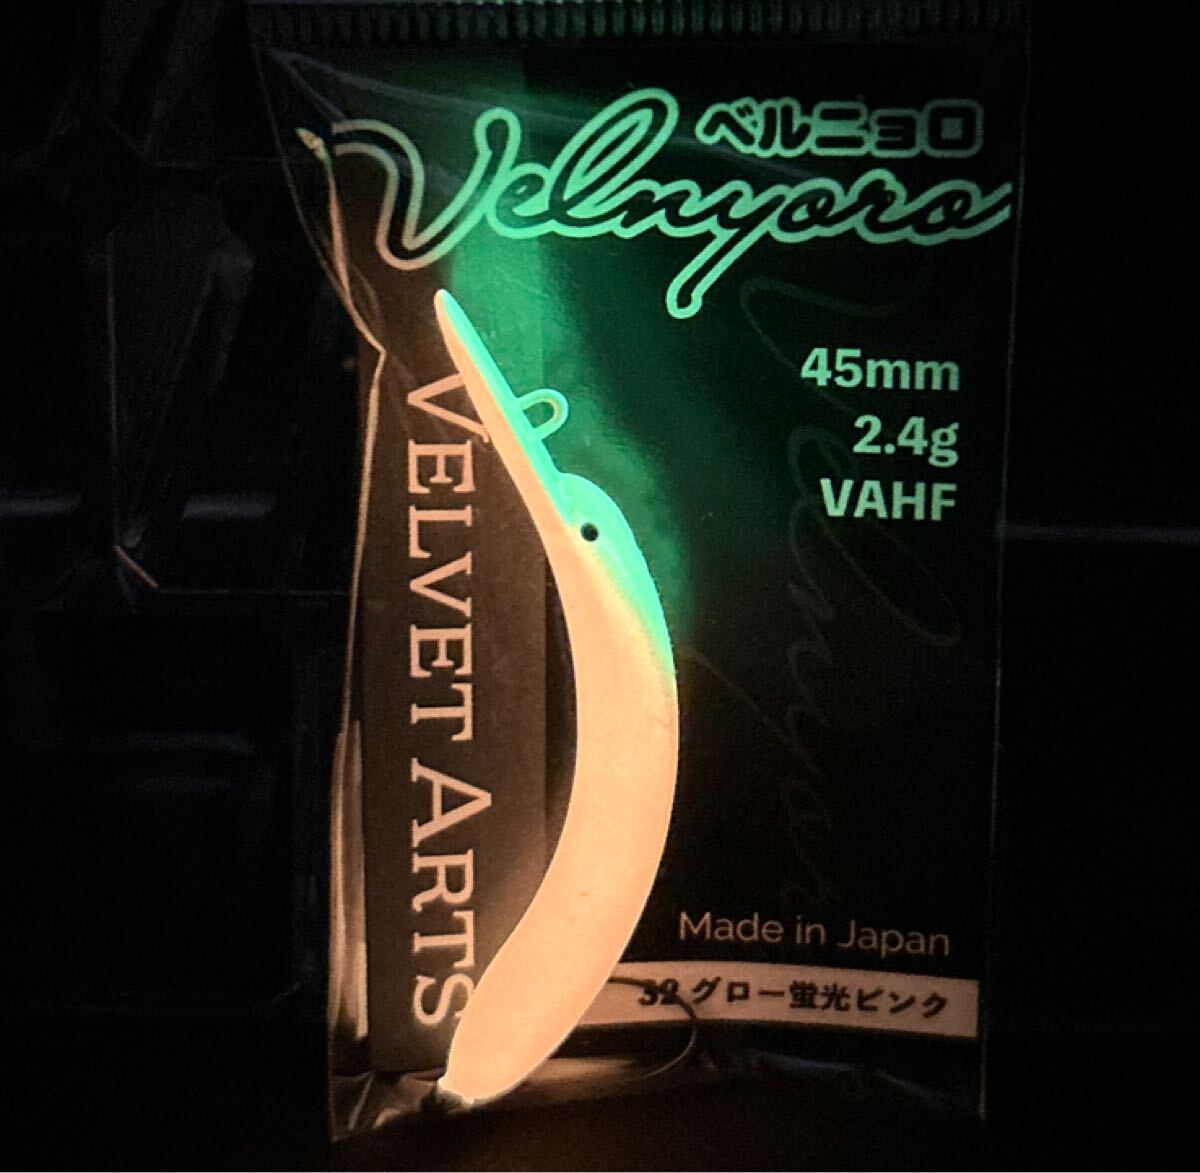 ベルニョロ
Velnyoro
45mm
2.4g
VAHF
VELVET ARTS
Made in Japan
32 グロー蛍光ピンク